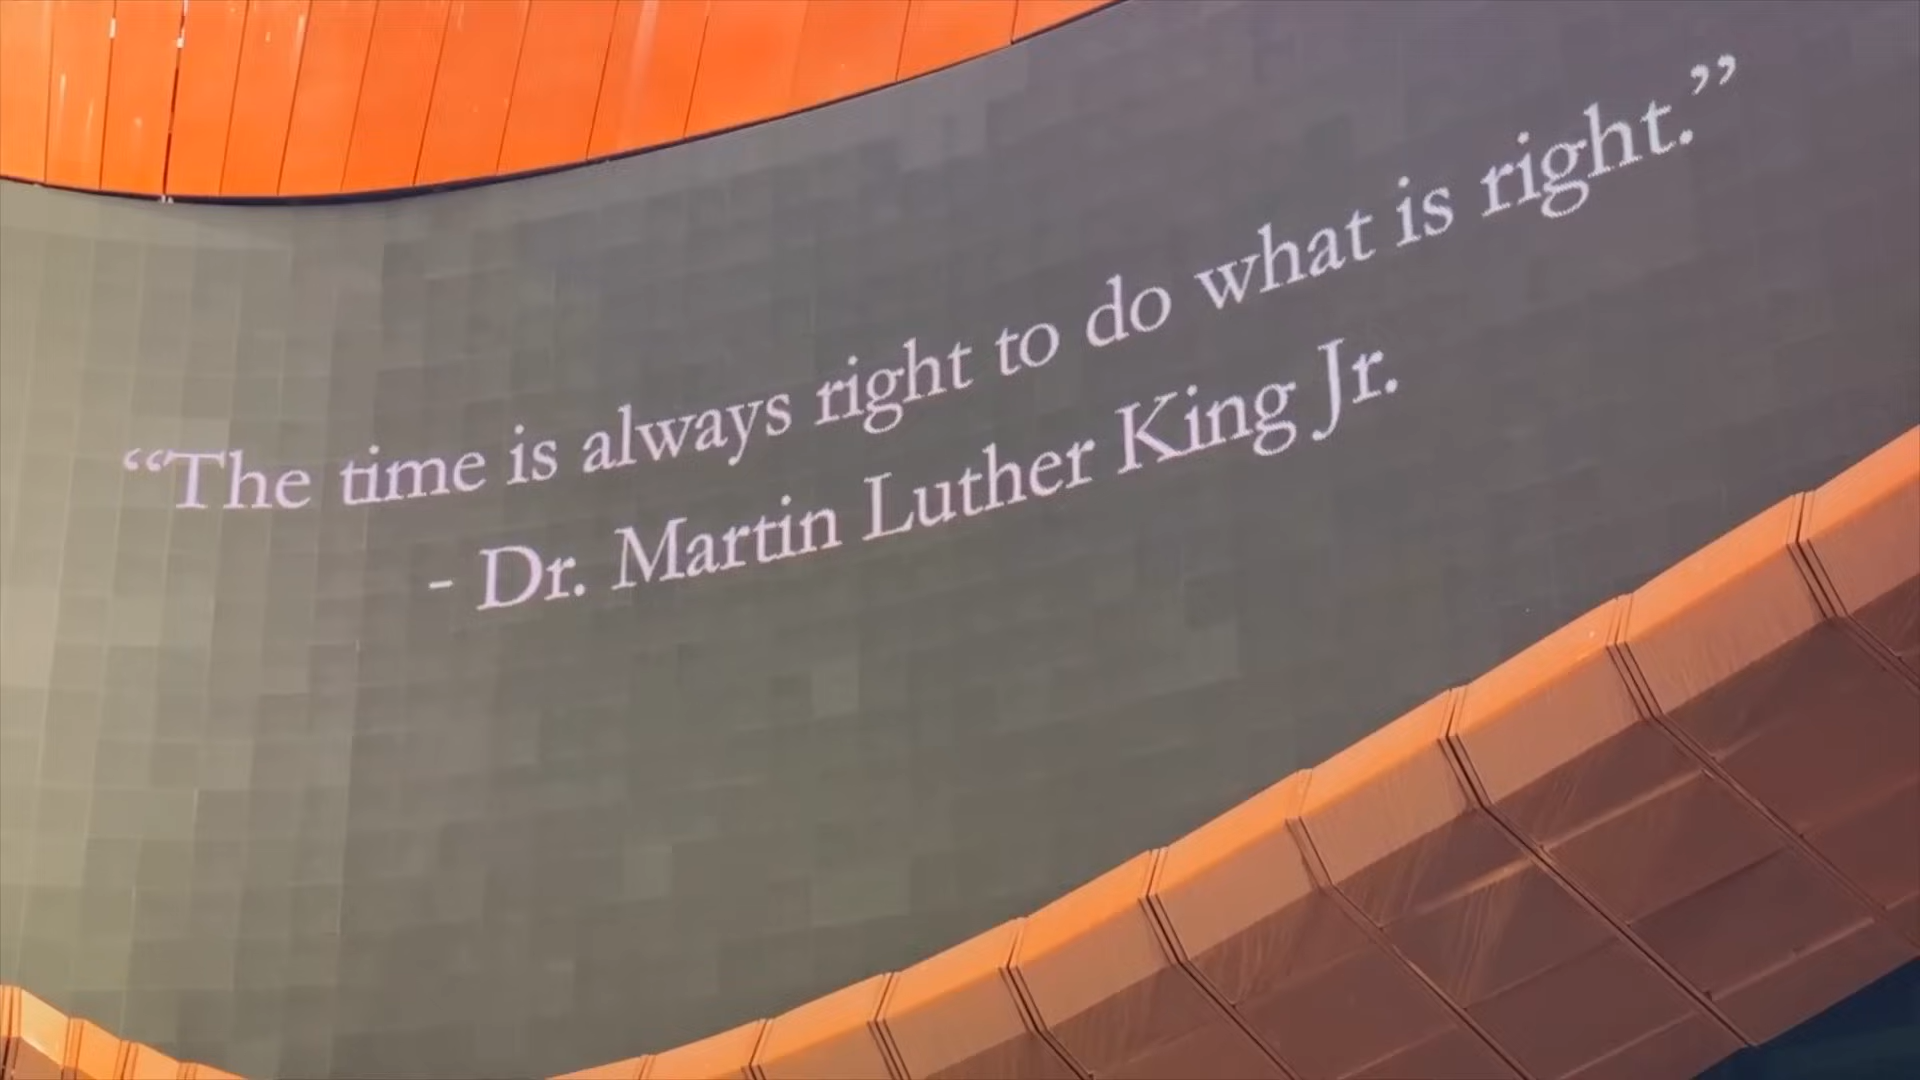 “The time is always right to do what is right.”
- Dr. Martin Luther King Jr.